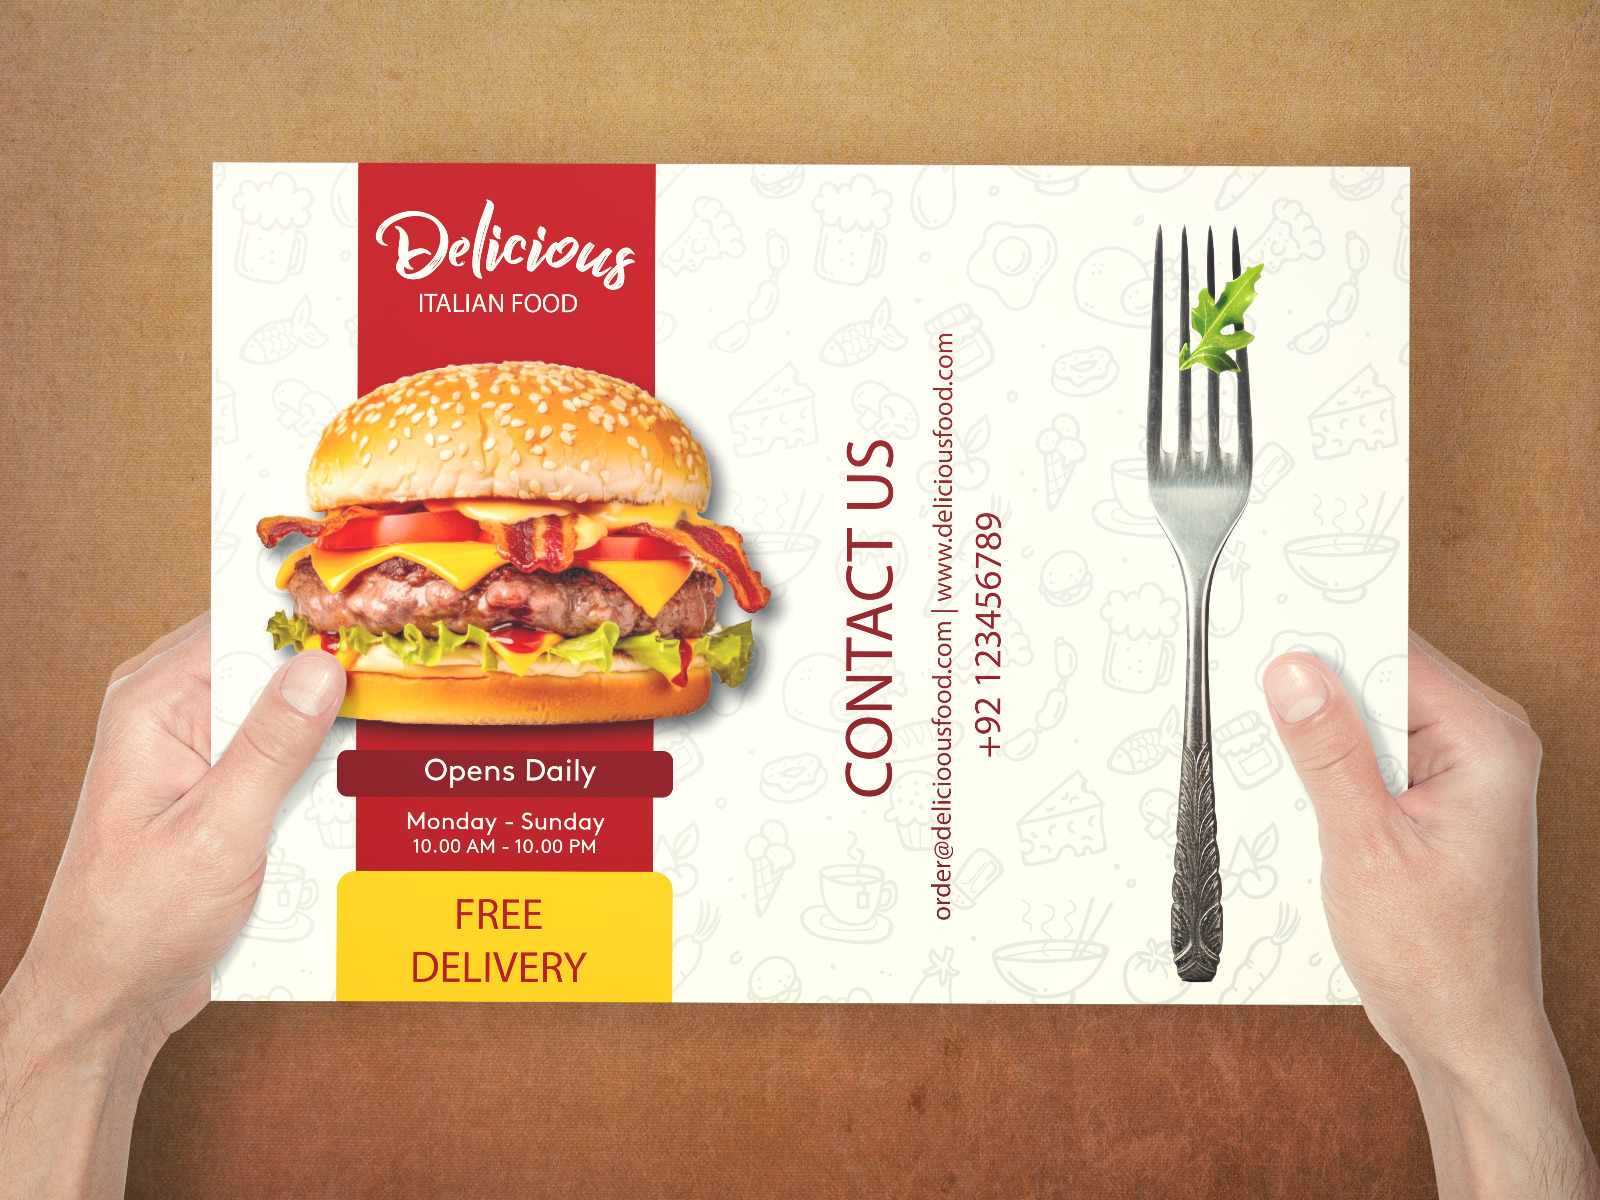 Delicious
ITALIAN FOOD
Opens Daily
Monday - Sunday
10.00 AM - 10.00 PM
FREE
DELIVERY
CONTACT US
order@delicioousfood.com | www.deliciousfood.com
+92 123456789